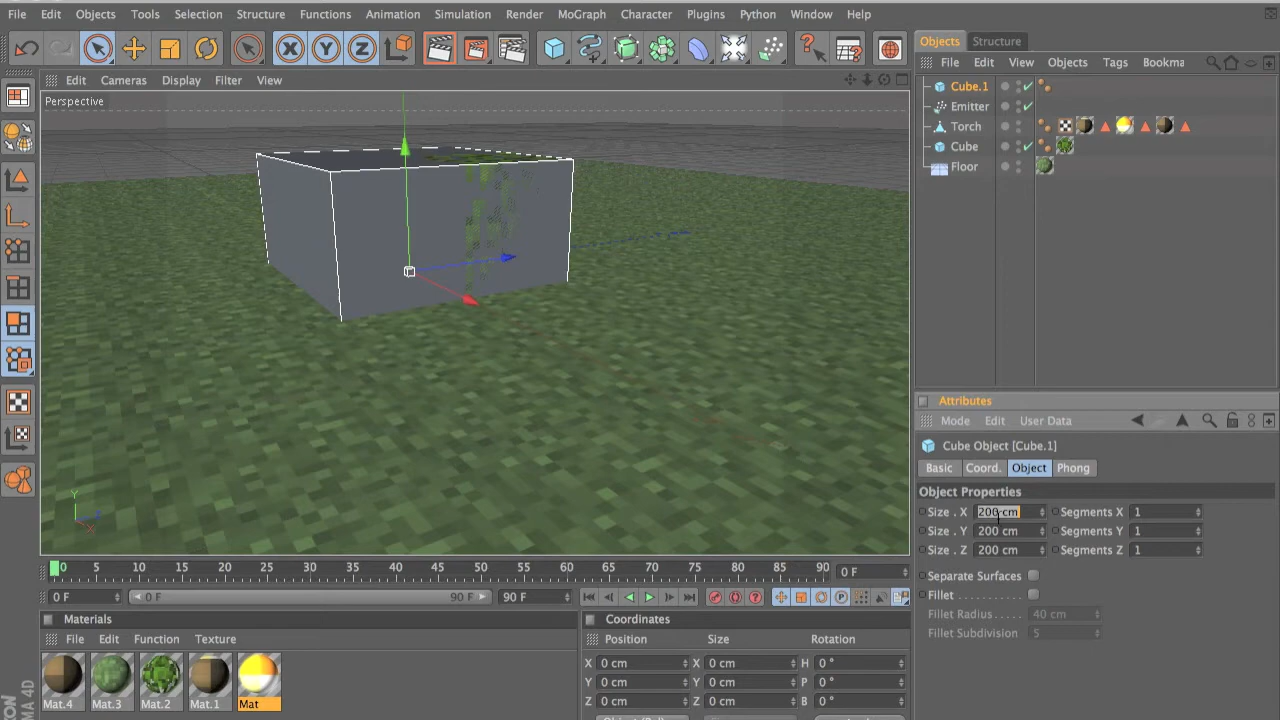 File Edit Objects Tools Selection Structure Functions Animation Simulation Render MoGraph Character Plugins Python Window Help
Edit Cameras Display Filter View
Perspective
Y
X
0 5 10 15 20 25 30 35 40 45 50 55 60 65 70 75 80 85 90 0 F
0 F 0 F 90 F 90 F
Materials
File Edit Function Texture
Mat.4 Mat.3 Mat.2 Mat.1 Mat
Coordinates
Position Size Rotation
X 0 cm X 0 cm H 0 °
Y 0 cm Y 0 cm P 0 °
Z 0 cm Z 0 cm B 0 °
Objects Structure
File Edit View Objects Tags Bookma
Cube.1
Emitter
Torch
Cube
Floor
Attributes
Mode Edit User Data
Cube Object [Cube.1]
Basic Coord. Object Phong
Object Properties
Size . X 200 cm Segments X 1
Size . Y 200 cm Segments Y 1
Size . Z 200 cm Segments Z 1
Separate Surfaces
Fillet . . . . . . . . . . .
Fillet Radius . . . . . 40 cm
Fillet Subdivision 5